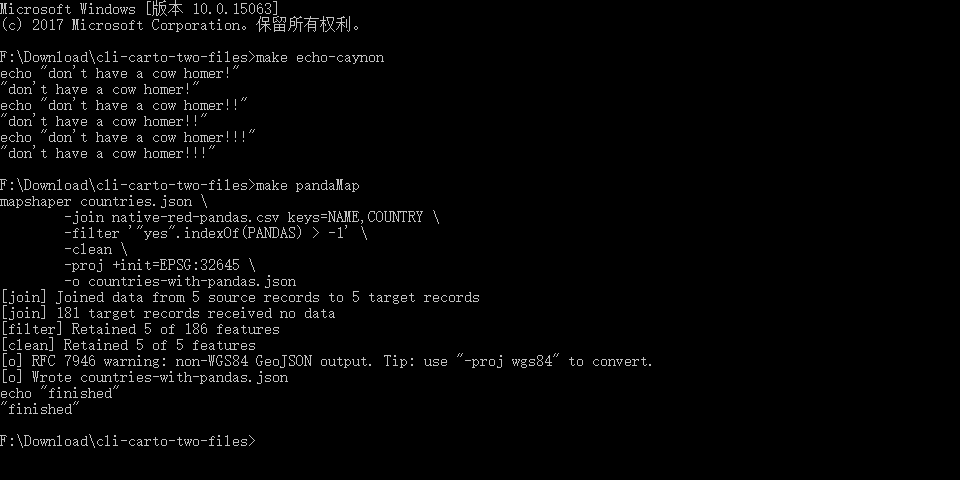 Microsoft Windows [版本 10.0.15063]
(c) 2017 Microsoft Corporation。保留所有权利。
F:\Download\cli-carto-two-files>make echo-caynon
echo "don't have a cow homer!"
"don't have a cow homer!"
echo "don't have a cow homer!!"
"don't have a cow homer!!"
echo "don't have a cow homer!!!"
"don't have a cow homer!!!"
F:\Download\cli-carto-two-files>make pandaMap
mapshaper countries.json \
-join native-red-pandas.csv keys=NAME,COUNTRY \
-filter '"yes".indexOf(PANDAS) > -1' \
-clean \
-proj +init=EPSG:32645 \
-o countries-with-pandas.json
[join] Joined data from 5 source records to 5 target records
[join] 181 target records received no data
[filter] Retained 5 of 186 features
[clean] Retained 5 of 5 features
[o] RFC 7946 warning: non-WGS84 GeoJSON output. Tip: use "-proj wgs84" to convert.
[o] Wrote countries-with-pandas.json
echo "finished"
"finished"
F:\Download\cli-carto-two-files>